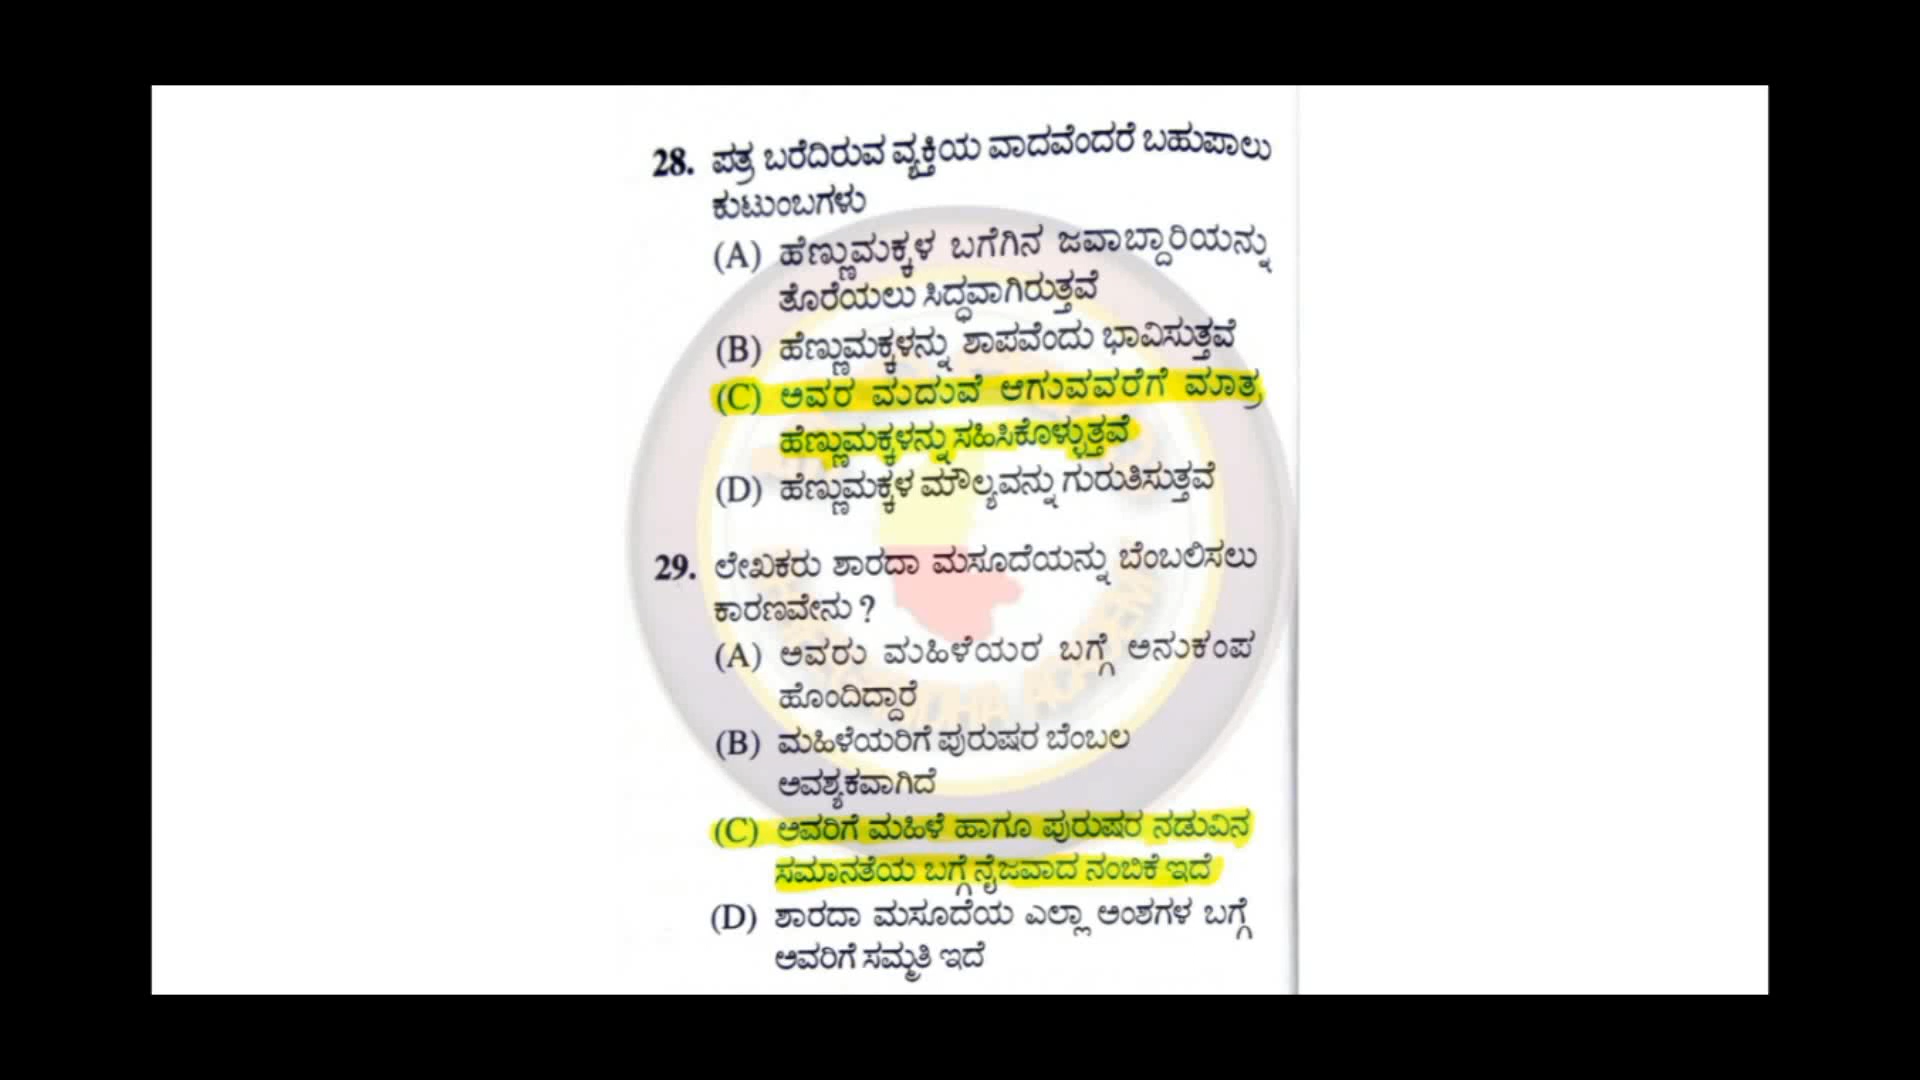 28. ಪತ್ರ ಬರೆದಿರುವ ವ್ಯಕ್ತಿಯ ವಾದವೆಂದರೆ ಬಹುಪಾಲು
ಕುಟುಂಬಗಳು
(A) ಹೆಣ್ಣುಮಕ್ಕಳ ಬಗೆಗಿನ ಜವಾಬ್ದಾರಿಯನ್ನು
ತೊರೆಯಲು ಸಿದ್ಧವಾಗಿರುತ್ತವೆ
(B) ಹೆಣ್ಣುಮಕ್ಕಳನ್ನು ಶಾಪವೆಂದು ಭಾವಿಸುತ್ತವೆ
(C) ಅವರ ಮದುವೆ ಆಗುವವರೆಗೆ ಮಾತ್ರ
ಹೆಣ್ಣುಮಕ್ಕಳನ್ನು ಸಹಿಸಿಕೊಳ್ಳುತ್ತವೆ
(D) ಹೆಣ್ಣುಮಕ್ಕಳ ಮೌಲ್ಯವನ್ನು ಗುರುತಿಸುತ್ತವೆ
29. ಲೇಖಕರು ಶಾರದಾ ಮಸೂದೆಯನ್ನು ಬೆಂಬಲಿಸಲು
ಕಾರಣವೇನು ?
(A) ಅವರು ಮಹಿಳೆಯರ ಬಗ್ಗೆ ಅನುಕಂಪ
ಹೊಂದಿದ್ದಾರೆ
(B) ಮಹಿಳೆಯರಿಗೆ ಪುರುಷರ ಬೆಂಬಲ
ಅವಶ್ಯಕವಾಗಿದೆ
(C) ಅವರಿಗೆ ಮಹಿಳೆ ಹಾಗೂ ಪುರುಷರ ನಡುವಿನ
ಸಮಾನತೆಯ ಬಗ್ಗೆ ನೈಜವಾದ ನಂಬಿಕೆ ಇದೆ
(D) ಶಾರದಾ ಮಸೂದೆಯ ಎಲ್ಲಾ ಅಂಶಗಳ ಬಗ್ಗೆ
ಅವರಿಗೆ ಸಮ್ಮತಿ ಇದೆ